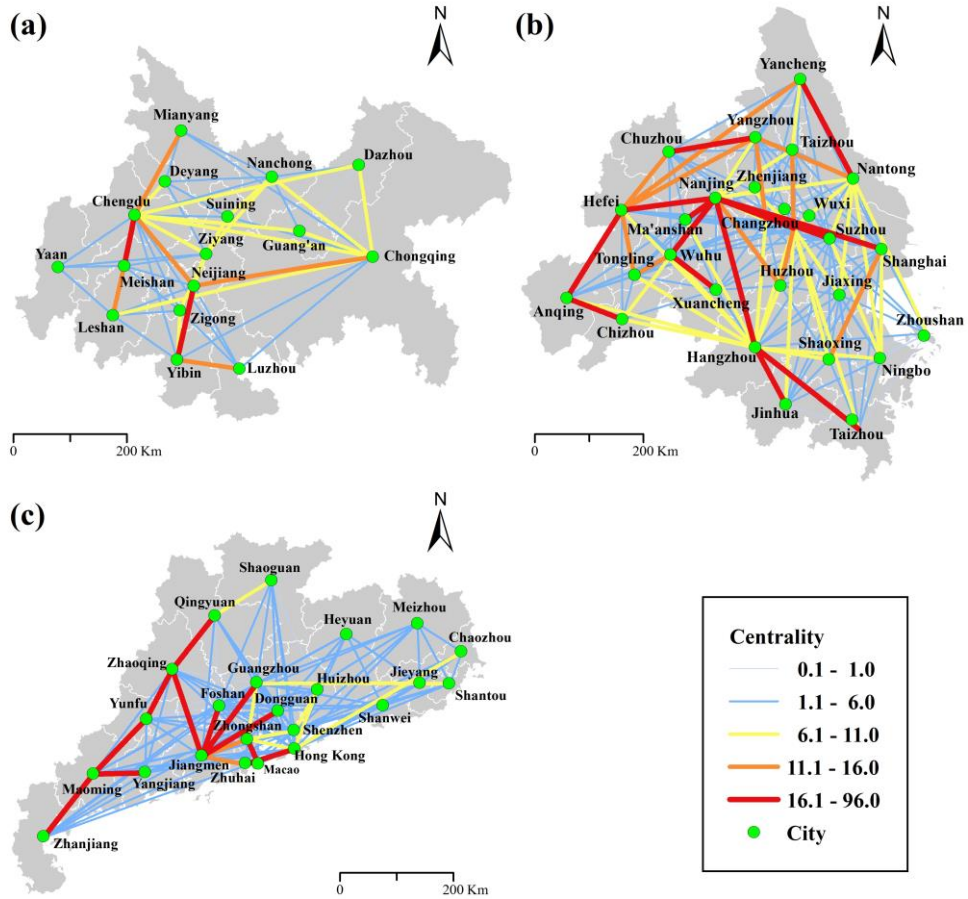 (a)
N
Mianyang
Deyang
Nanchong
Dazhou
Chengdu
Suining
Ziyang
Guang'an
Yaan
Meishan
Neijiang
Chongqing
Leshan
Zigong
Yibin
Luzhou
0 200 Km
(b)
N
Yancheng
Yangzhou
Chuzhou
Taizhou
Zhenjiang
Nanjing
Nantong
Hefei
Wuxi
Ma'anshan
Changzhou
Suzhou
Tongling
Wuhu
Shanghai
Huzhou
Jiaxing
Anqing
Xuancheng
Chizhou
Zhoushan
Hangzhou
Shaoxing
Ningbo
Jinhua
Taizhou
0 200 Km
(c)
N
Shaoguan
Qingyuan
Heyuan
Meizhou
Chaozhou
Zhaoqing
Guangzhou
Huizhou
Jieyang
Foshan
Dongguan
Shantou
Yunfu
Shanwei
Zhongshan
Shenzhen
Hong Kong
Jiangmen
Zhuhai
Macao
Maoming
Yangjiang
Zhanjiang
0 200 Km
Centrality
0.1 - 1.0
1.1 - 6.0
6.1 - 11.0
11.1 - 16.0
16.1 - 96.0
City